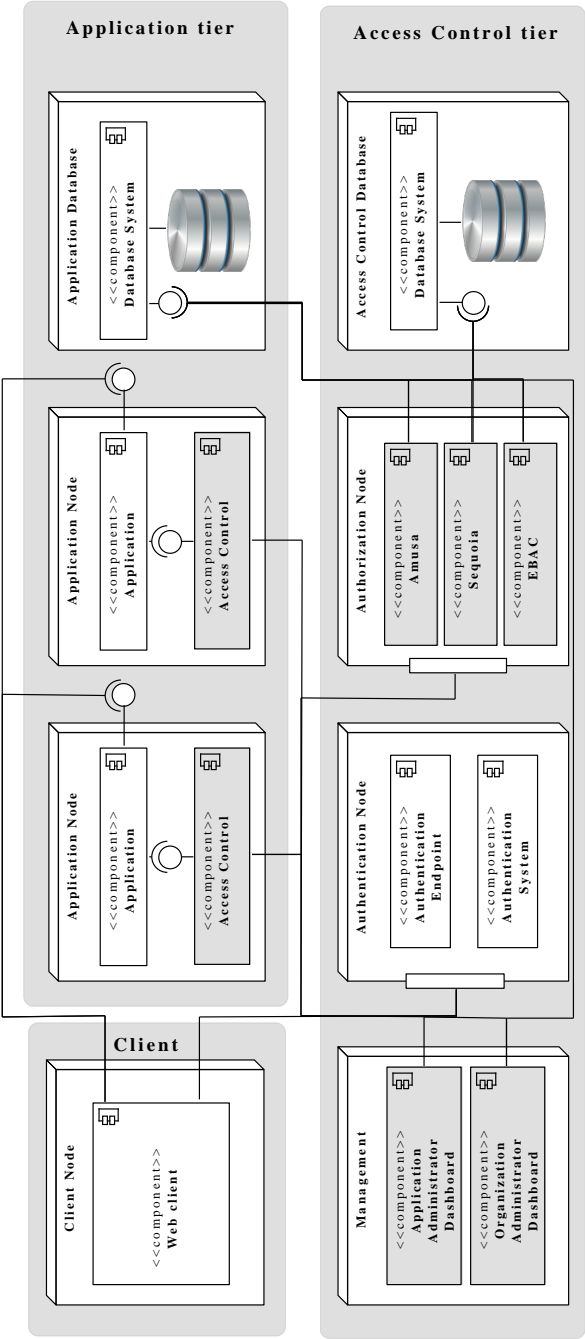 Application tier
Application Database
<<component>>
Database System
Application Node
<<component>>
Application
<<component>>
Access Control
Application Node
<<component>>
Application
<<component>>
Access Control
Client
Client Node
<<component>>
Web client
Access Control tier
Access Control Database
<<component>>
Database System
Authorization Node
<<component>>
Amusa
<<component>>
Sequoia
<<component>>
EBAC
Authentication Node
<<component>>
Authentication
Endpoint
<<component>>
Authentication
System
Management
<<component>>
Application
Administrator
Dashboard
<<component>>
Organization
Administrator
Dashboard